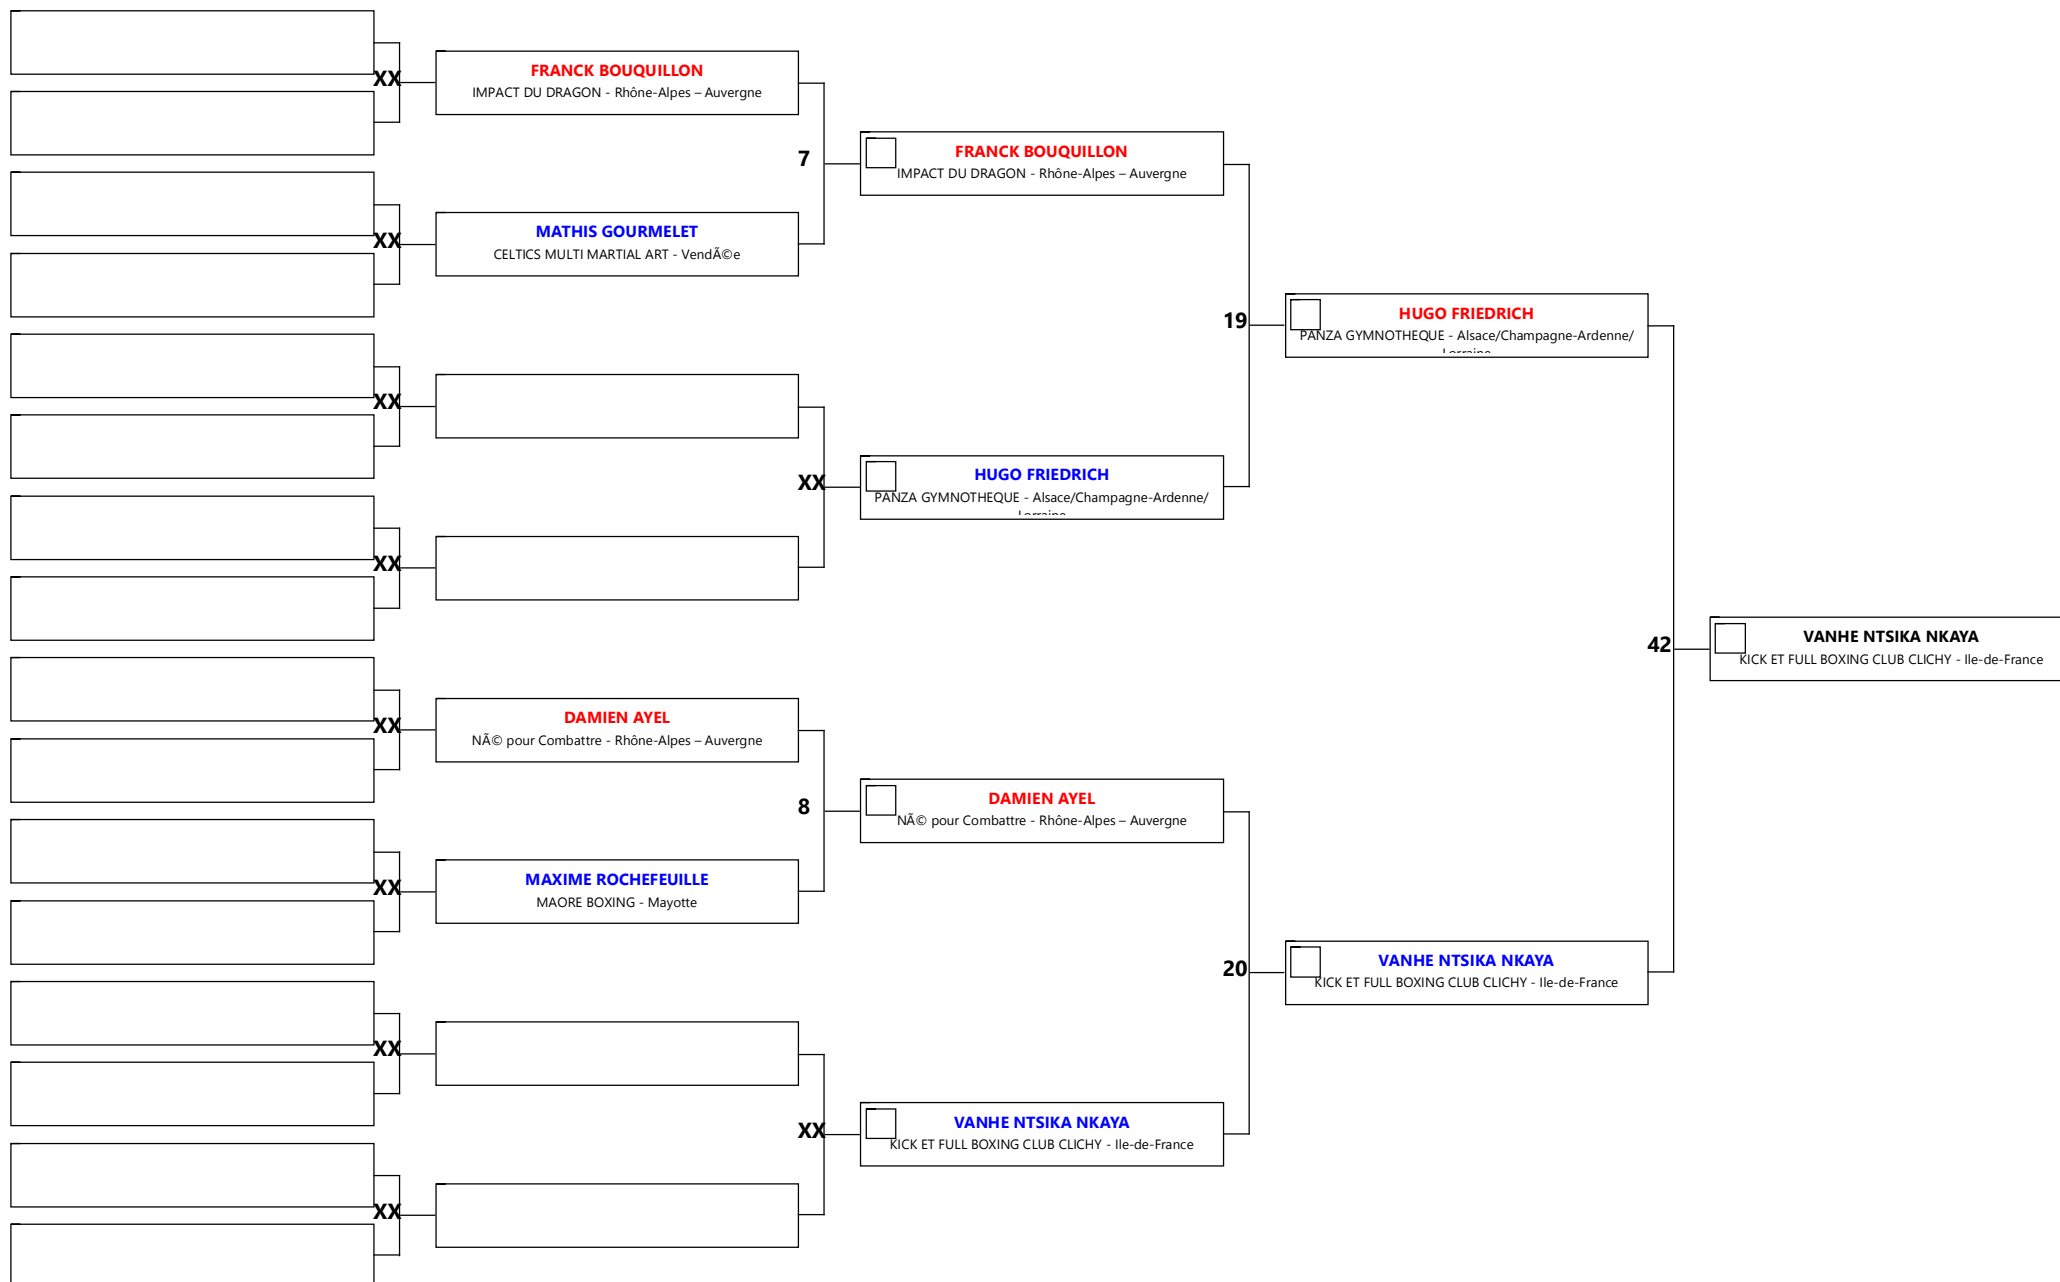 XX
FRANCK BOUQUILLON
IMPACT DU DRAGON - Rhône-Alpes – Auvergne
7
FRANCK BOUQUILLON
IMPACT DU DRAGON - Rhône-Alpes – Auvergne
XX
MATHIS GOURMELET
CELTICS MULTI MARTIAL ART - VendÃ©e
19
HUGO FRIEDRICH
PANZA GYMNOTHEQUE - Alsace/Champagne-Ardenne/
Lorraine
XX
XX
HUGO FRIEDRICH
PANZA GYMNOTHEQUE - Alsace/Champagne-Ardenne/
Lorraine
XX
42
VANHE NTSIKA NKAYA
KICK ET FULL BOXING CLUB CLICHY - Ile-de-France
XX
DAMIEN AYEL
NÃ© pour Combattre - Rhône-Alpes – Auvergne
8
DAMIEN AYEL
NÃ© pour Combattre - Rhône-Alpes – Auvergne
XX
MAXIME ROCHEFEUILLE
MAORE BOXING - Mayotte
20
VANHE NTSIKA NKAYA
KICK ET FULL BOXING CLUB CLICHY - Ile-de-France
XX
XX
VANHE NTSIKA NKAYA
KICK ET FULL BOXING CLUB CLICHY - Ile-de-France
XX